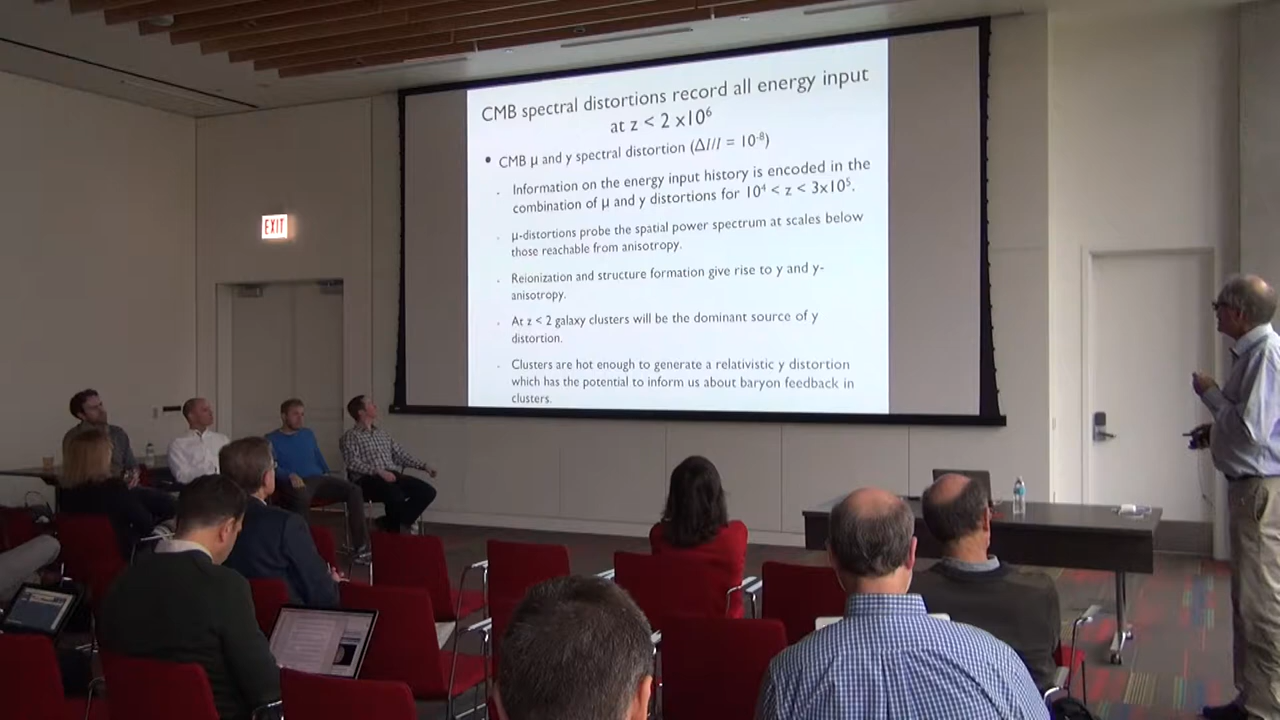 CMB spectral distortions record all energy input
at z < 2 x10⁶
• CMB μ and y spectral distortion (ΔI/I = 10⁻⁸)
Information on the energy input history is encoded in the
combination of μ and y distortions for 10⁴ < z < 3x10⁵.
μ-distortions probe the spatial power spectrum at scales below
those reachable from anisotropy.
Reionization and structure formation give rise to y and y-
anisotropy.
At z < 2 galaxy clusters will be the dominant source of y
distortion.
Clusters are hot enough to generate a relativistic y distortion
which has the potential to inform us about baryon feedback in
clusters.
EXIT